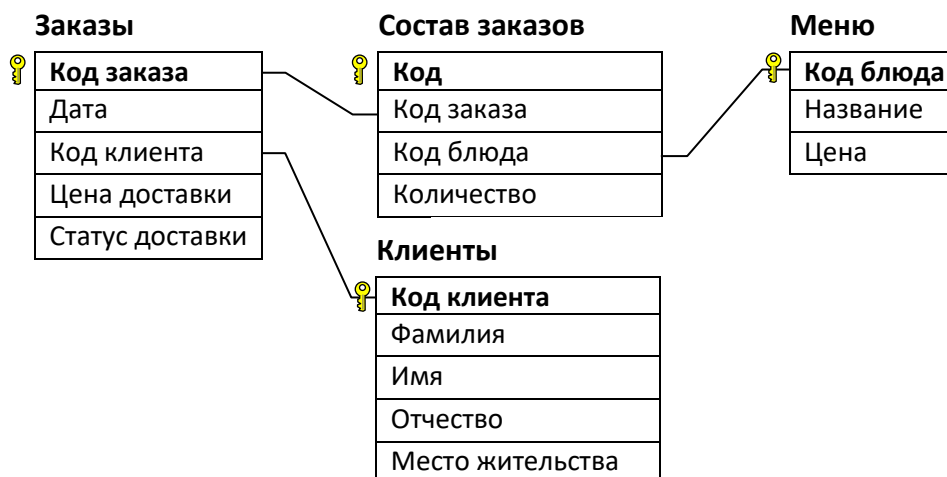 Заказы
Код заказа
Дата
Код клиента
Цена доставки
Статус доставки
Состав заказов
Код
Код заказа
Код блюда
Количество
Меню
Код блюда
Название
Цена
Клиенты
Код клиента
Фамилия
Имя
Отчество
Место жительства